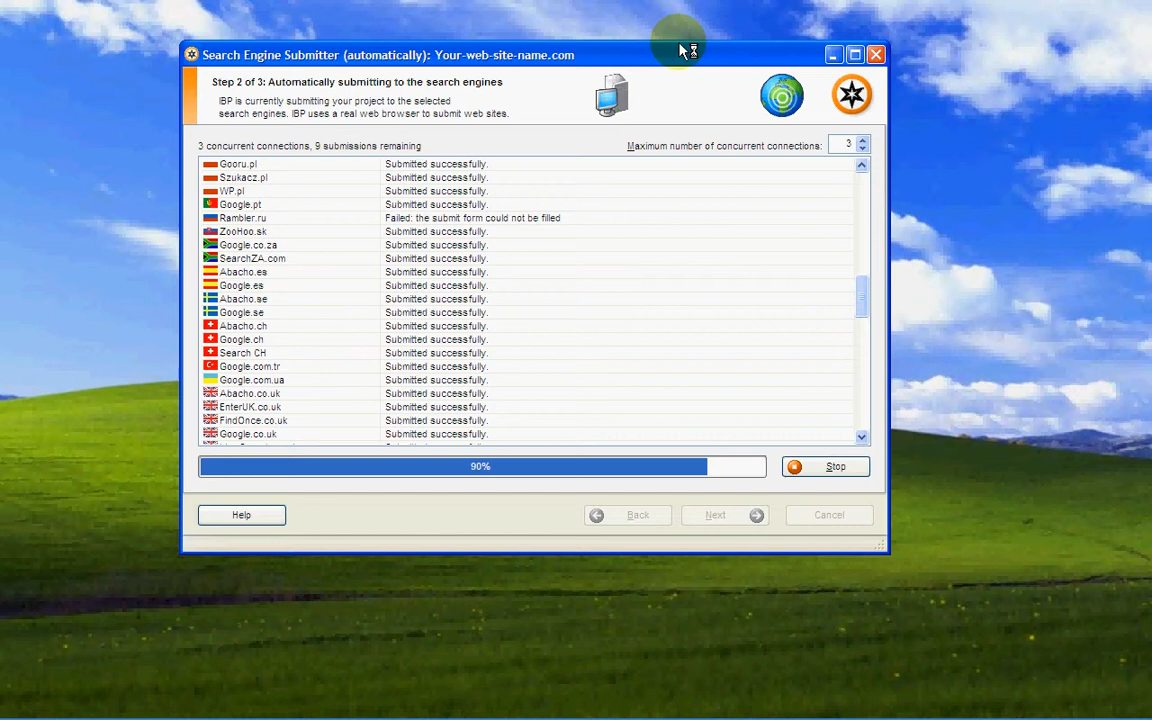 Search Engine Submitter (automatically): Your-web-site-name.com
Step 2 of 3: Automatically submitting to the search engines
IBP is currently submitting your project to the selected
search engines. IBP uses a real web browser to submit web sites.
3 concurrent connections, 9 submissions remaining Maximum number of concurrent connections: 3
Gooru.pl Submitted successfully.
Szukacz.pl Submitted successfully.
WP.pl Submitted successfully.
Google.pt Submitted successfully.
Rambler.ru Failed: the submit form could not be filled
ZooHoo.sk Submitted successfully.
Google.co.za Submitted successfully.
SearchZA.com Submitted successfully.
Abacho.es Submitted successfully.
Google.es Submitted successfully.
Abacho.se Submitted successfully.
Google.se Submitted successfully.
Abacho.ch Submitted successfully.
Google.ch Submitted successfully.
Search CH Submitted successfully.
Google.com.tr Submitted successfully.
Google.com.ua Submitted successfully.
Abacho.co.uk Submitted successfully.
EnterUK.co.uk Submitted successfully.
FindOnce.co.uk Submitted successfully.
Google.co.uk Submitted successfully.
90% Stop
Help Back Next Cancel